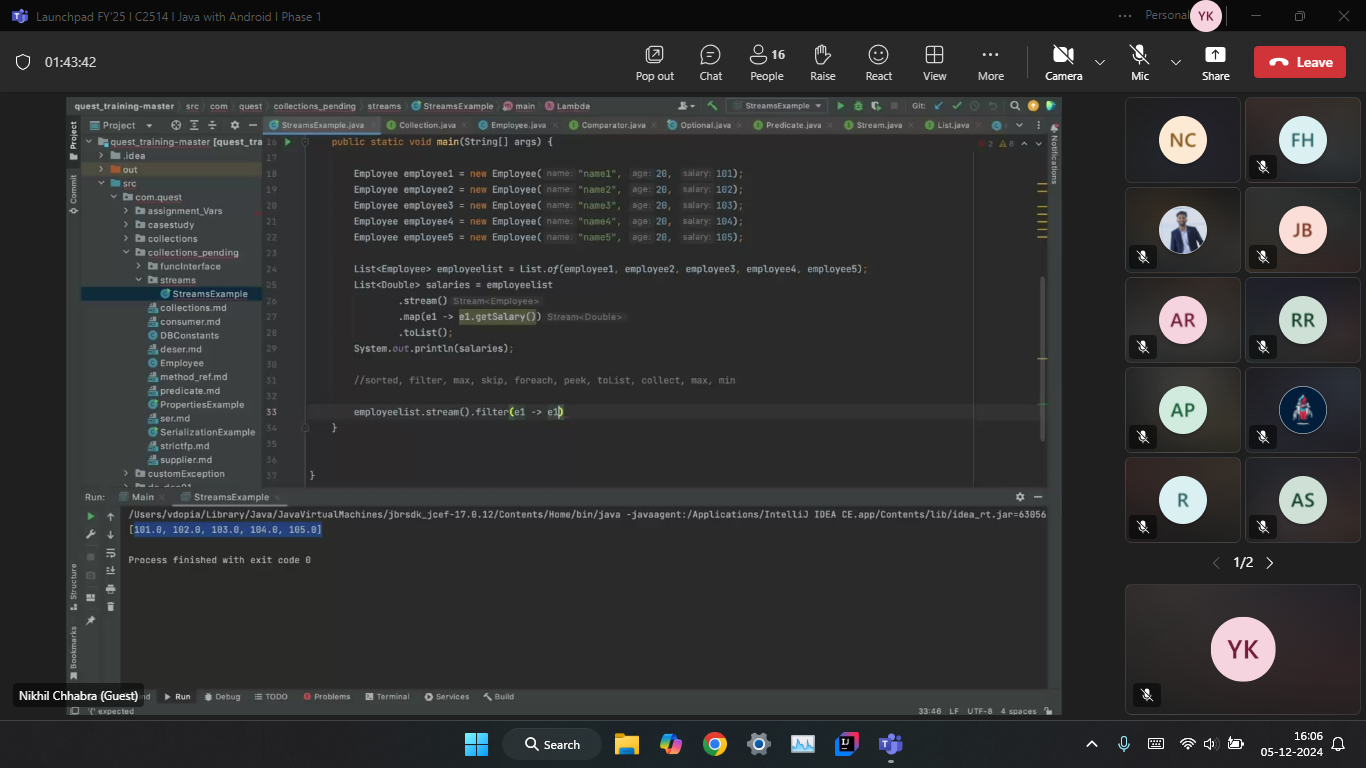 Launchpad FY'25 | C2514 | Java with Android | Phase 1
Personal YK
01:43:42
Pop out Chat People 16 Raise React View More Camera Mic Share Leave
quest_training-master src com quest collections_pending streams StreamsExample main Lambda
StreamsExample Git:
Project StreamsExample.java Collection.java Employee.java Comparator.java Optional.java Predicate.java Stream.java List.java
Project
Commit
Structure
Bookmarks
Notifications
quest_training-master [quest_tra
.idea
out
src
com.quest
assignment_Vars
casestudy
collections
collections_pending
funcInterface
streams
StreamsExample
collections.md
consumer.md
DBConstants
deser.md
Employee
method_ref.md
predicate.md
PropertiesExample
ser.md
SerializationExample
strictfp.md
supplier.md
customException
16 public static void main(String[] args) { 2 8
17
18 Employee employee1 = new Employee( name: "name1", age: 20, salary: 101);
19 Employee employee2 = new Employee( name: "name2", age: 20, salary: 102);
20 Employee employee3 = new Employee( name: "name3", age: 20, salary: 103);
21 Employee employee4 = new Employee( name: "name4", age: 20, salary: 104);
22 Employee employee5 = new Employee( name: "name5", age: 20, salary: 105);
23
24 List<Employee> employeelist = List.of(employee1, employee2, employee3, employee4, employee5);
25 List<Double> salaries = employeelist
26 .stream() Stream<Employee>
27 .map(e1 -> e1.getSalary()) Stream<Double>
28 .toList();
29 System.out.println(salaries);
30
31 //sorted, filter, max, skip, foreach, peek, toList, collect, max, min
32
33 employeelist.stream().filter(e1 -> e1)
34 }
35
36
37 }
Run: Main StreamsExample
/Users/vdopia/Library/Java/JavaVirtualMachines/jbrsdk_jcef-17.0.12/Contents/Home/bin/java -javaagent:/Applications/IntelliJ IDEA CE.app/Contents/lib/idea_rt.jar=63056
[101.0, 102.0, 103.0, 104.0, 105.0]
Process finished with exit code 0
Nikhil Chhabra (Guest)
Run Debug TODO Problems Terminal Services Build
'(' expected 33:46 LF UTF-8 4 spaces
NC FH
JB
AR RR
AP
R AS
1/2
YK
Search
16:06
05-12-2024